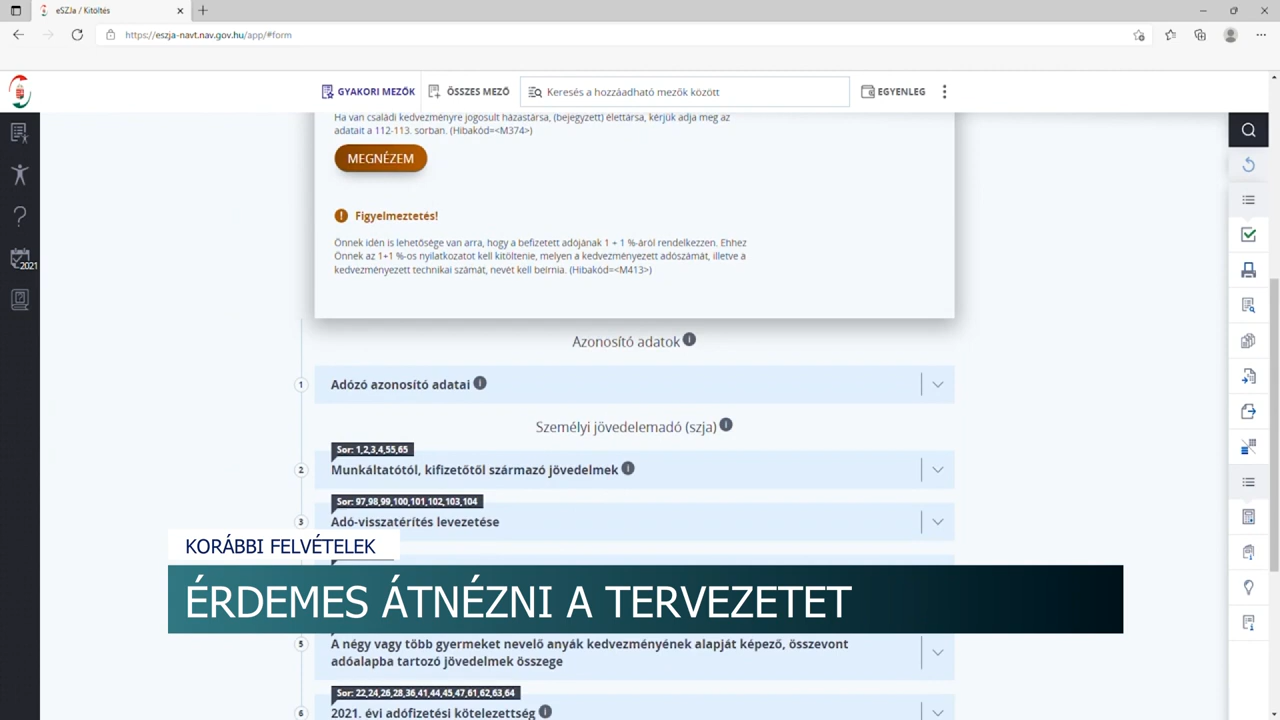 eSZJa / Kitöltés
https://eszja-navt.nav.gov.hu/app/#form
GYAKORI MEZŐK
ÖSSZES MEZŐ
Keresés a hozzáadható mezők között
EGYENLEG
Ha van családi kedvezményre jogosult házastársa, (bejegyzett) élettársa, kérjük adja meg az
adatait a 112-113. sorban. (Hibakód=<M374>)
MEGNÉZEM
Figyelmeztetés!
Önnek idén is lehetősége van arra, hogy a befizetett adójának 1 + 1 %-áról rendelkezzen. Ehhez
Önnek az 1+1 %-os nyilatkozatot kell kitöltenie, melyen a kedvezményezett adószámát, illetve a
kedvezményezett technikai számát, nevét kell beírnia. (Hibakód=<M413>)
2021
Azonosító adatok
1
Adózó azonosító adatai
Személyi jövedelemadó (szja)
Sor: 1,2,3,4,55,65
2
Munkáltatótól, kifizetőtől származó jövedelmek
Sor: 97,98,99,100,101,102,103,104
3
Adó-visszatérítés levezetése
KORÁBBI FELVÉTELEK
ÉRDEMES ÁTNÉZNI A TERVEZETET
5
A négy vagy több gyermeket nevelő anyák kedvezményének alapját képező, összevont
adóalapba tartozó jövedelmek összege
Sor: 22,24,26,28,36,41,44,45,47,61,62,63,64
6
2021. évi adófizetési kötelezettség